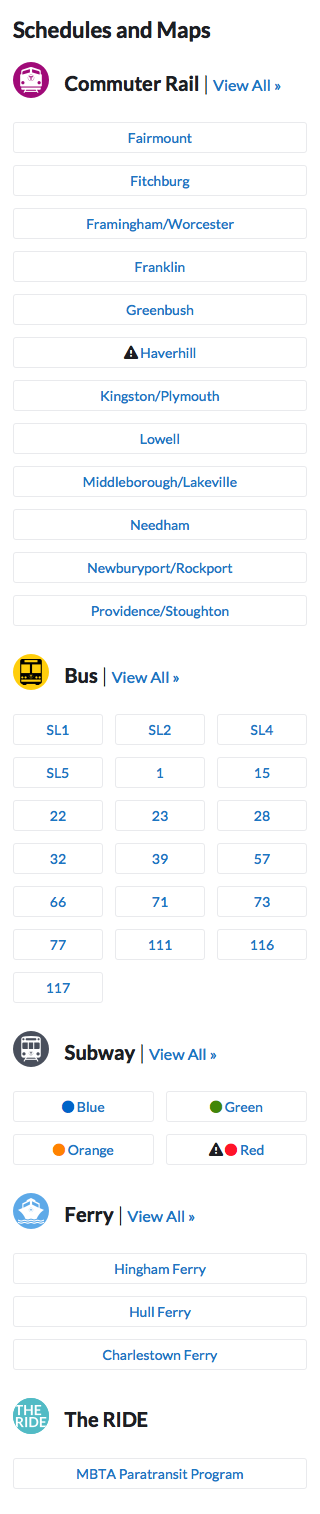 Schedules and Maps
Commuter Rail | View All »
Fairmount
Fitchburg
Framingham/Worcester
Franklin
Greenbush
Haverhill
Kingston/Plymouth
Lowell
Middleborough/Lakeville
Needham
Newburyport/Rockport
Providence/Stoughton
Bus | View All »
SL1 SL2 SL4
SL5 1 15
22 23 28
32 39 57
66 71 73
77 111 116
117
Subway | View All »
Blue Green
Orange Red
Ferry | View All »
Hingham Ferry
Hull Ferry
Charlestown Ferry
THE
RIDE
The RIDE
MBTA Paratransit Program